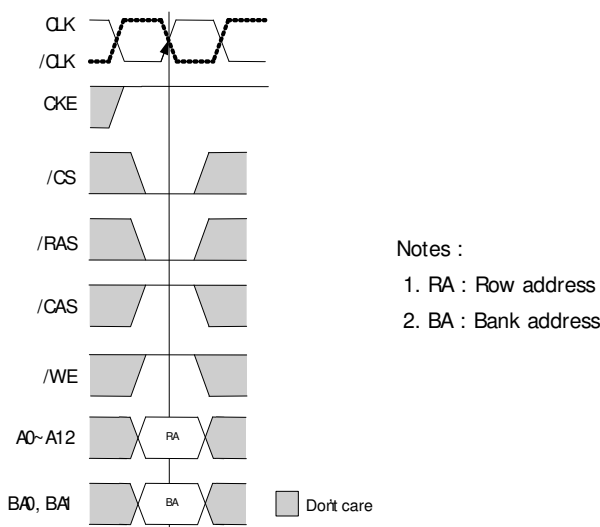 CLK
/CLK
CKE
/CS
/RAS
/CAS
/WE
A0~A12
RA
BA0, BA1
BA
Don't care
Notes :
1. RA : Row address
2. BA : Bank address